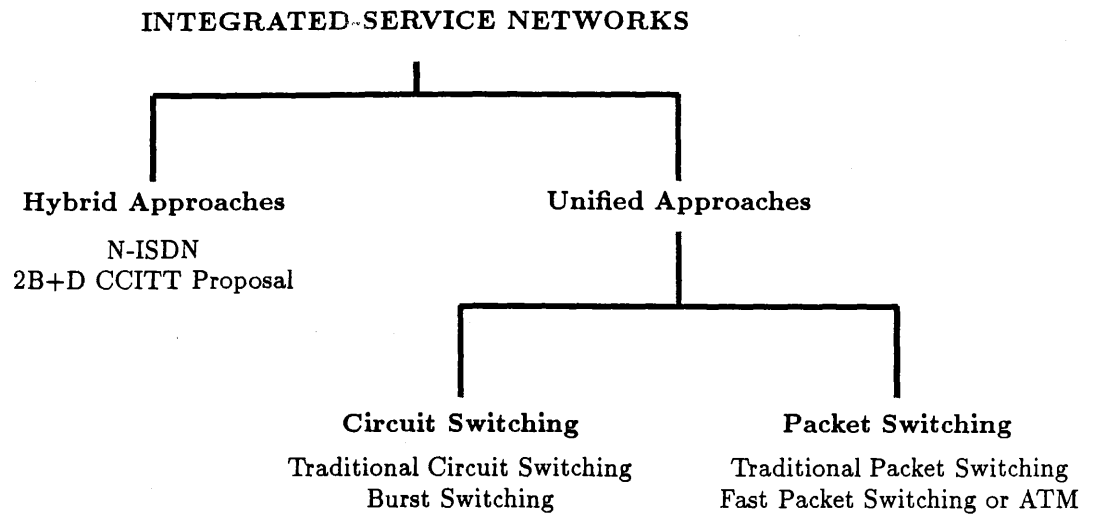 INTEGRATED-SERVICE NETWORKS
Hybrid Approaches
N-ISDN
2B+D CCITT Proposal
Unified Approaches
Circuit Switching
Traditional Circuit Switching
Burst Switching
Packet Switching
Traditional Packet Switching
Fast Packet Switching or ATM